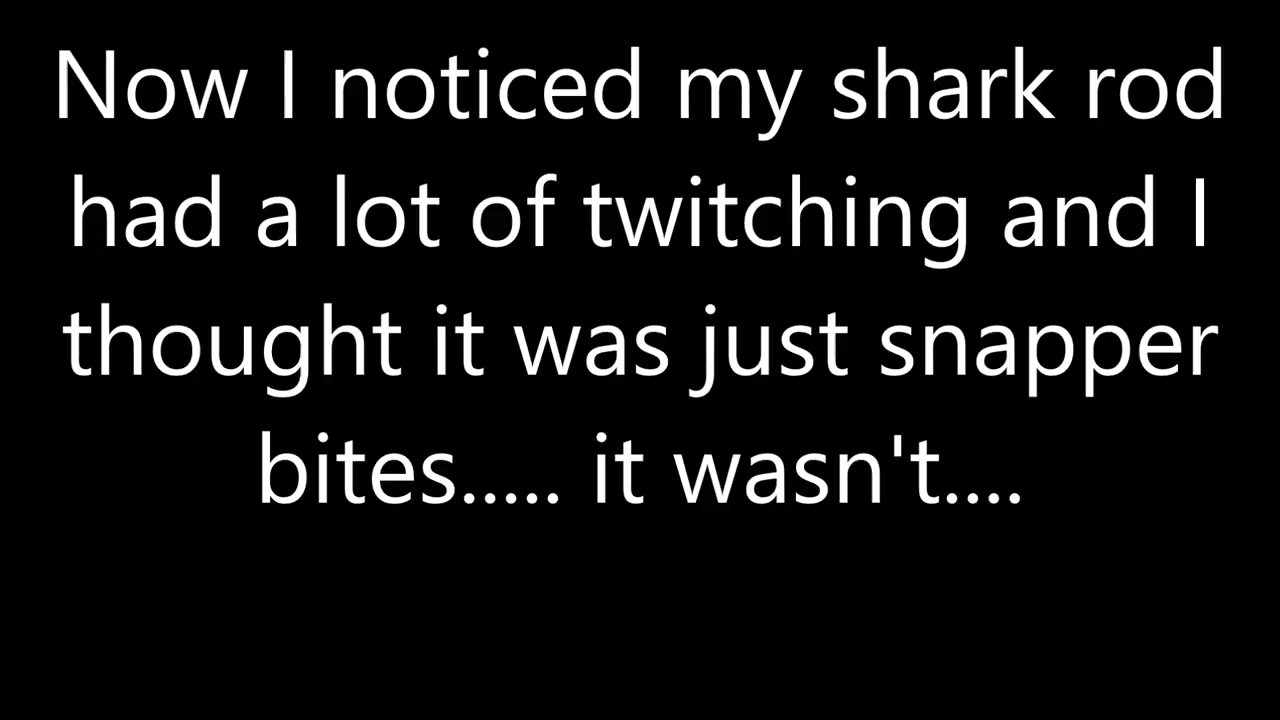 Now I noticed my shark rod
had a lot of twitching and I
thought it was just snapper
bites..... it wasn't....